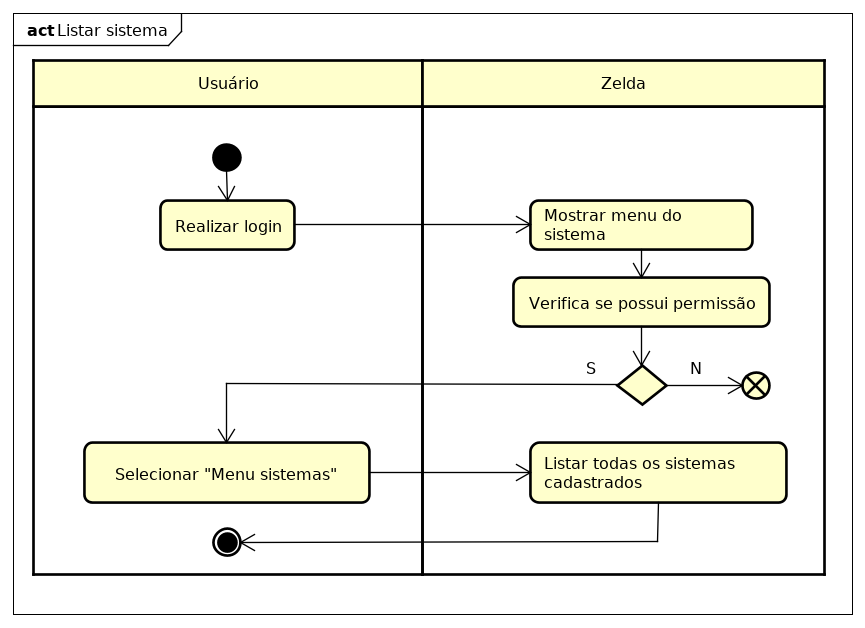 act Listar sistema
Usuário
Zelda
Realizar login
Mostrar menu do
sistema
Verifica se possui permissão
S
N
Selecionar "Menu sistemas"
Listar todas os sistemas
cadastrados